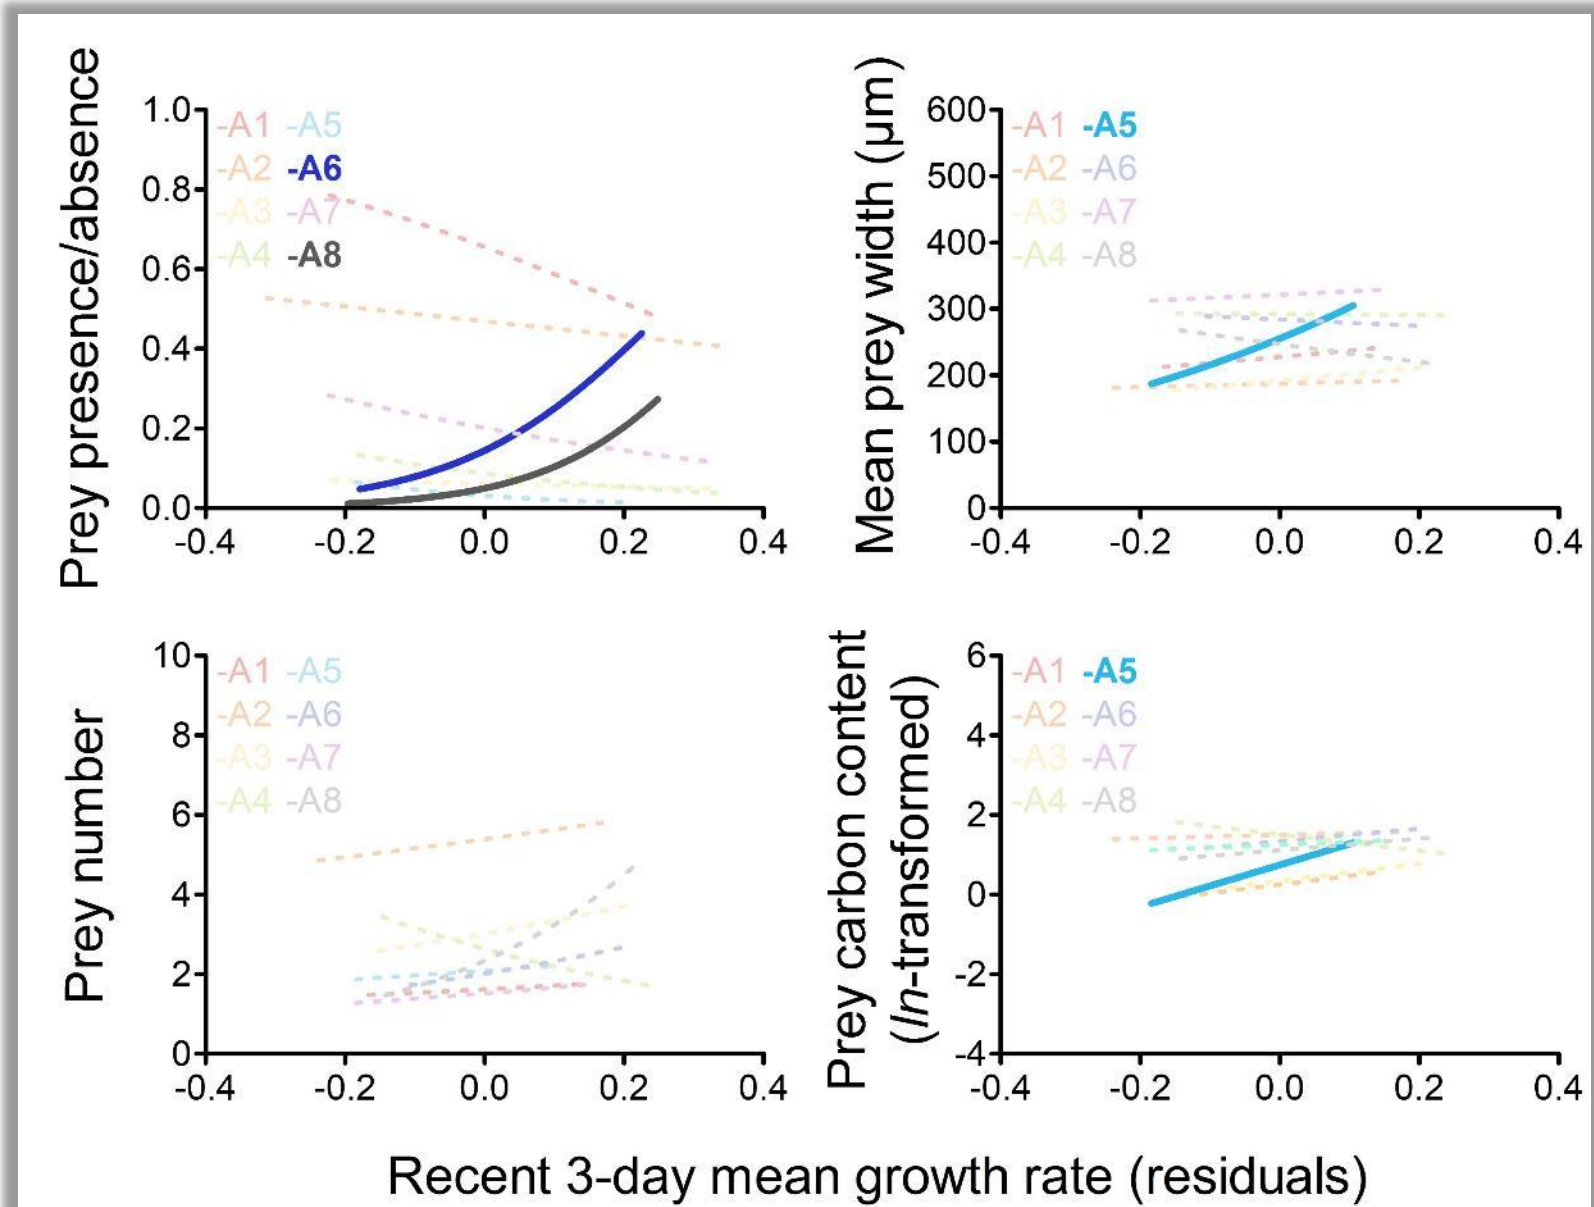 Prey presence/absence
1.0
0.8
0.6
0.4
0.2
0.0
-A1 -A5
-A2 -A6
-A3 -A7
-A4 -A8
-0.4 -0.2 0.0 0.2 0.4
Mean prey width (µm)
600
500
400
300
200
100
0
-A1 -A5
-A2 -A6
-A3 -A7
-A4 -A8
-0.4 -0.2 0.0 0.2 0.4
Prey number
10
8
6
4
2
0
-A1 -A5
-A2 -A6
-A3 -A7
-A4 -A8
-0.4 -0.2 0.0 0.2 0.4
Prey carbon content
(ln-transformed)
6
4
2
0
-2
-4
-A1 -A5
-A2 -A6
-A3 -A7
-A4 -A8
-0.4 -0.2 0.0 0.2 0.4
Recent 3-day mean growth rate (residuals)